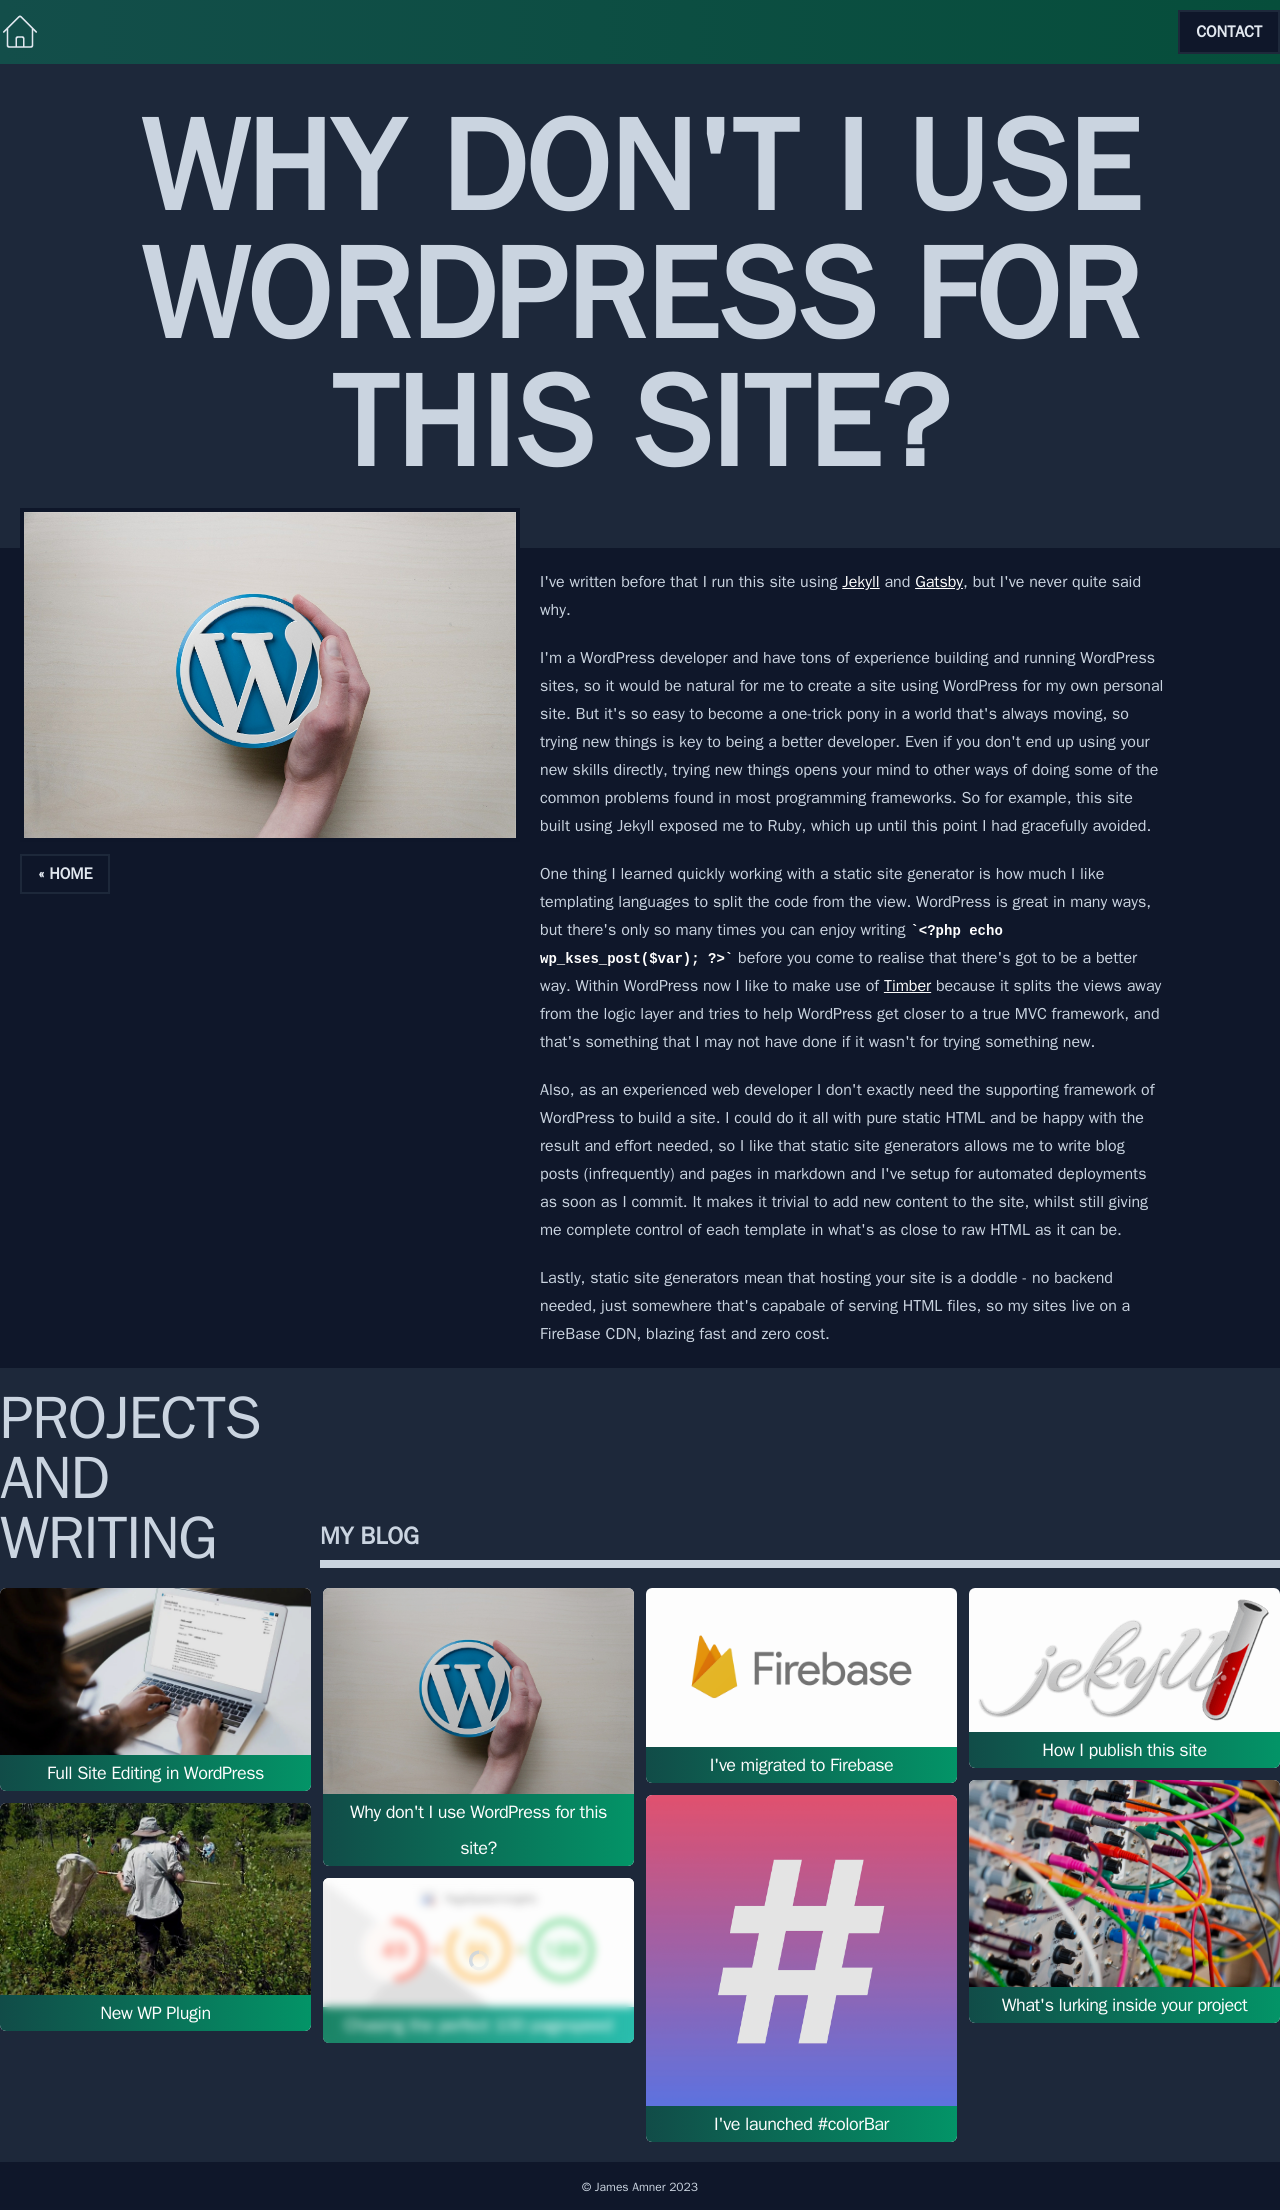 CONTACT
WHY DON'T I USE
WORDPRESS FOR
THIS SITE?
I've written before that I run this site using Jekyll and Gatsby, but I've never quite said
why.
I'm a WordPress developer and have tons of experience building and running WordPress
sites, so it would be natural for me to create a site using WordPress for my own personal
site. But it's so easy to become a one-trick pony in a world that's always moving, so
trying new things is key to being a better developer. Even if you don't end up using your
new skills directly, trying new things opens your mind to other ways of doing some of the
common problems found in most programming frameworks. So for example, this site
built using Jekyll exposed me to Ruby, which up until this point I had gracefully avoided.
« HOME
One thing I learned quickly working with a static site generator is how much I like
templating languages to split the code from the view. WordPress is great in many ways,
but there's only so many times you can enjoy writing `<?php echo
wp_kses_post($var); ?>` before you come to realise that there's got to be a better
way. Within WordPress now I like to make use of Timber because it splits the views away
from the logic layer and tries to help WordPress get closer to a true MVC framework, and
that's something that I may not have done if it wasn't for trying something new.
Also, as an experienced web developer I don't exactly need the supporting framework of
WordPress to build a site. I could do it all with pure static HTML and be happy with the
result and effort needed, so I like that static site generators allows me to write blog
posts (infrequently) and pages in markdown and I've setup for automated deployments
as soon as I commit. It makes it trivial to add new content to the site, whilst still giving
me complete control of each template in what's as close to raw HTML as it can be.
Lastly, static site generators mean that hosting your site is a doddle - no backend
needed, just somewhere that's capabale of serving HTML files, so my sites live on a
FireBase CDN, blazing fast and zero cost.
PROJECTS
AND
WRITING
MY BLOG
Full Site Editing in WordPress
New WP Plugin
W
Why don't I use WordPress for this
site?
Chasing the perfect 100 pagespeed
Firebase
I've migrated to Firebase
#
I've launched #colorBar
jekyll
How I publish this site
What's lurking inside your project
© James Amner 2023